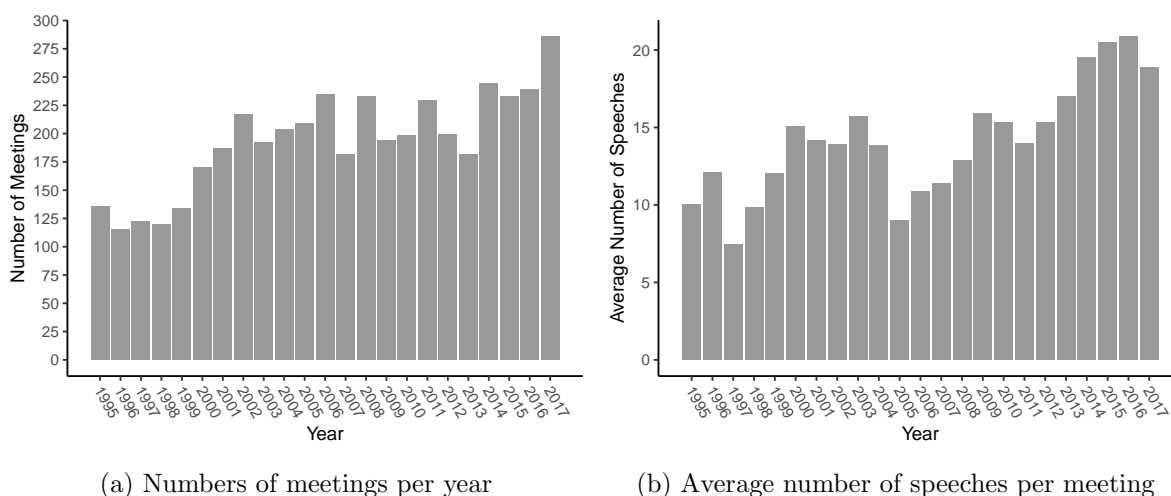 300
275
250
225
200
175
150
125
100
75
50
25
0
Number of Meetings
1995 1996 1997 1998 1999 2000 2001 2002 2003 2004 2005 2006 2007 2008 2009 2010 2011 2012 2013 2014 2015 2016 2017
Year
(a) Numbers of meetings per year
20
15
10
5
0
Average Number of Speeches
1995 1996 1997 1998 1999 2000 2001 2002 2003 2004 2005 2006 2007 2008 2009 2010 2011 2012 2013 2014 2015 2016 2017
Year
(b) Average number of speeches per meeting